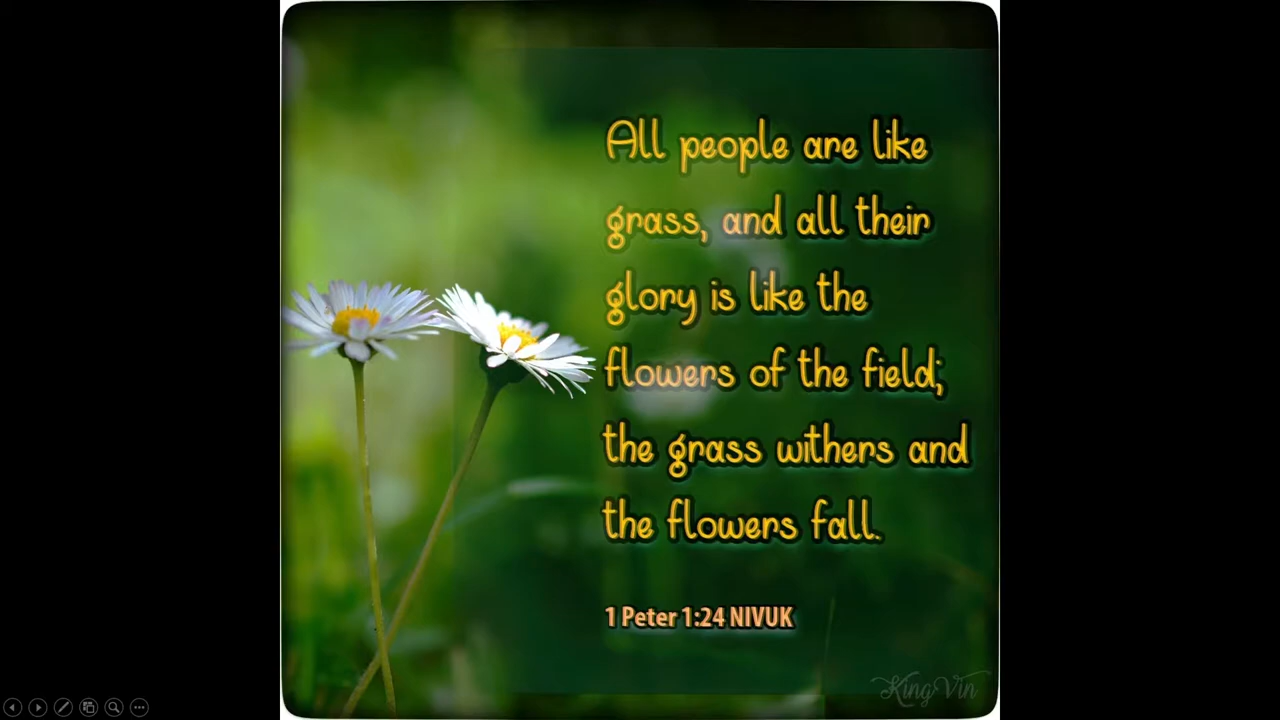 All people are like
grass, and all their
glory is like the
flowers of the field;
the grass withers and
the flowers fall.
1 Peter 1:24 NIVUK
KingVin